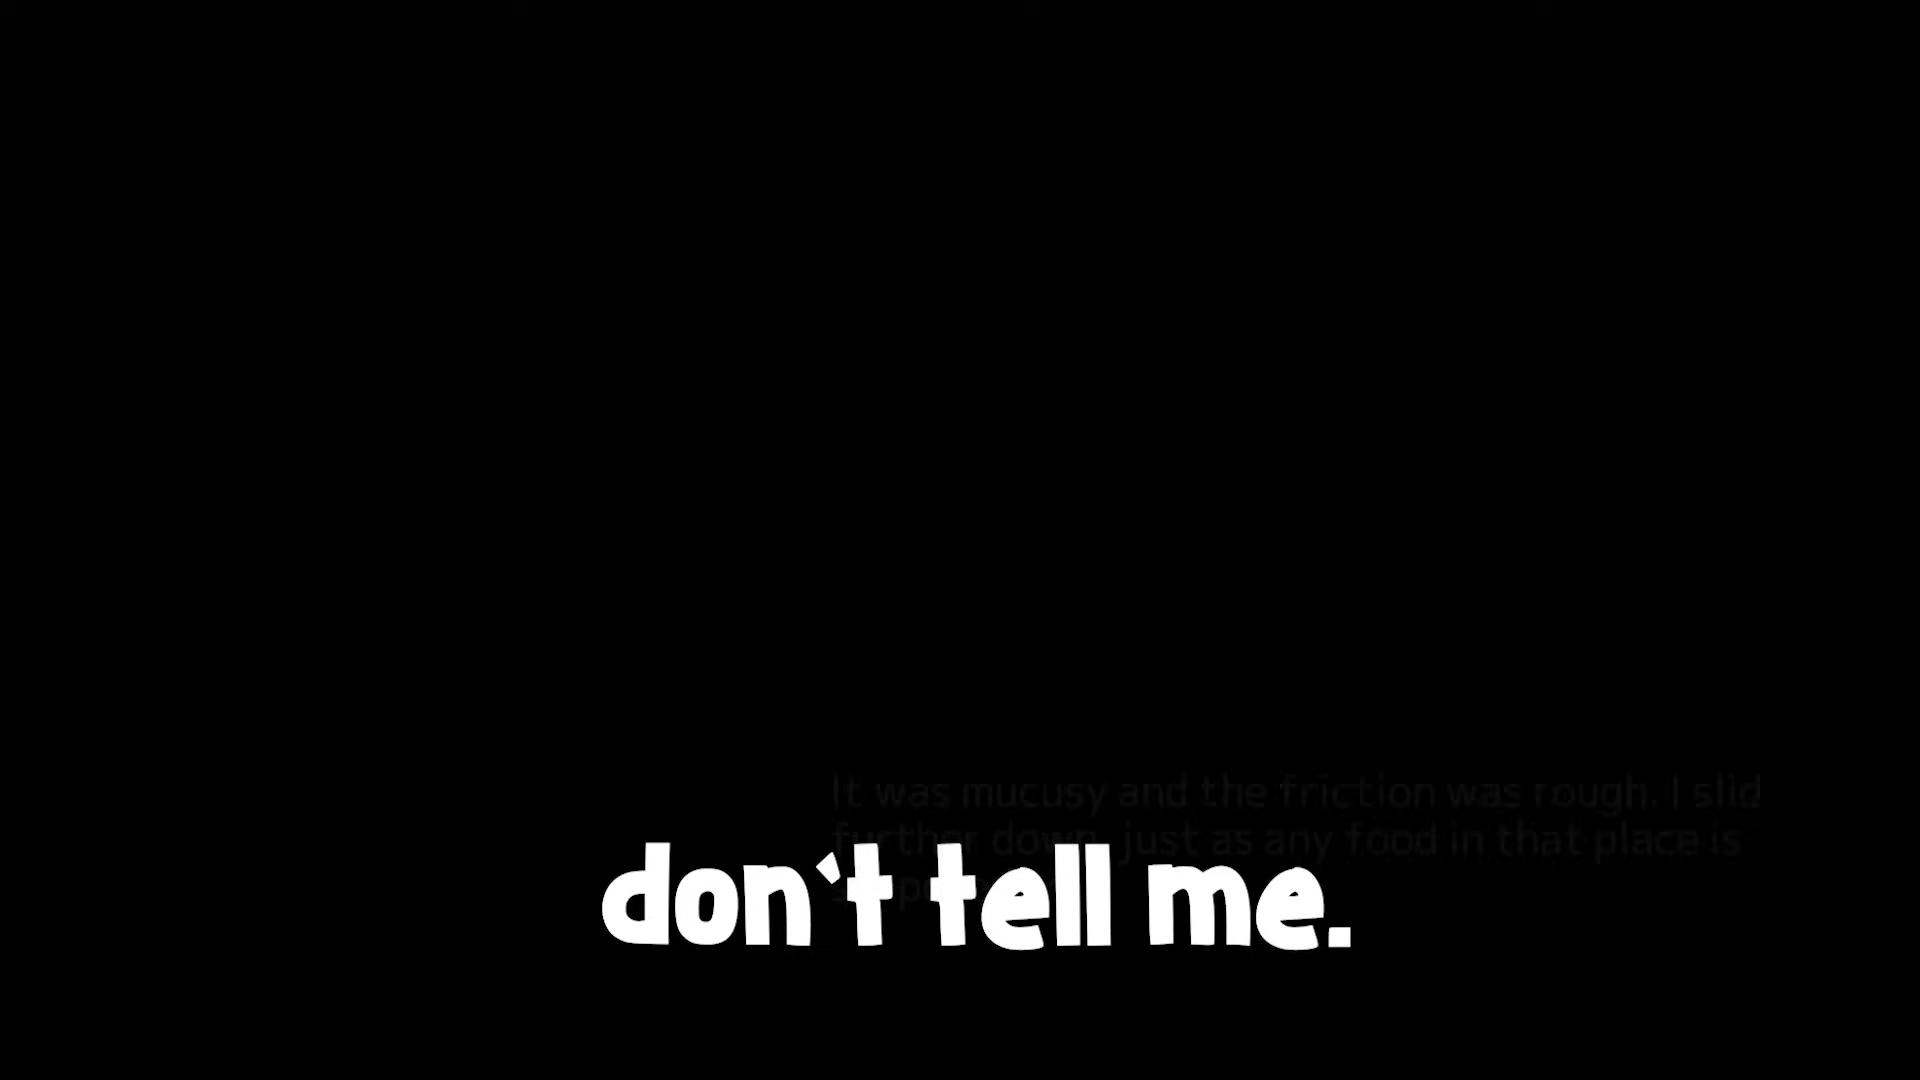 It was mucusy and the friction was rough. I slid
further down, just as any food in that place is
don't tell me.